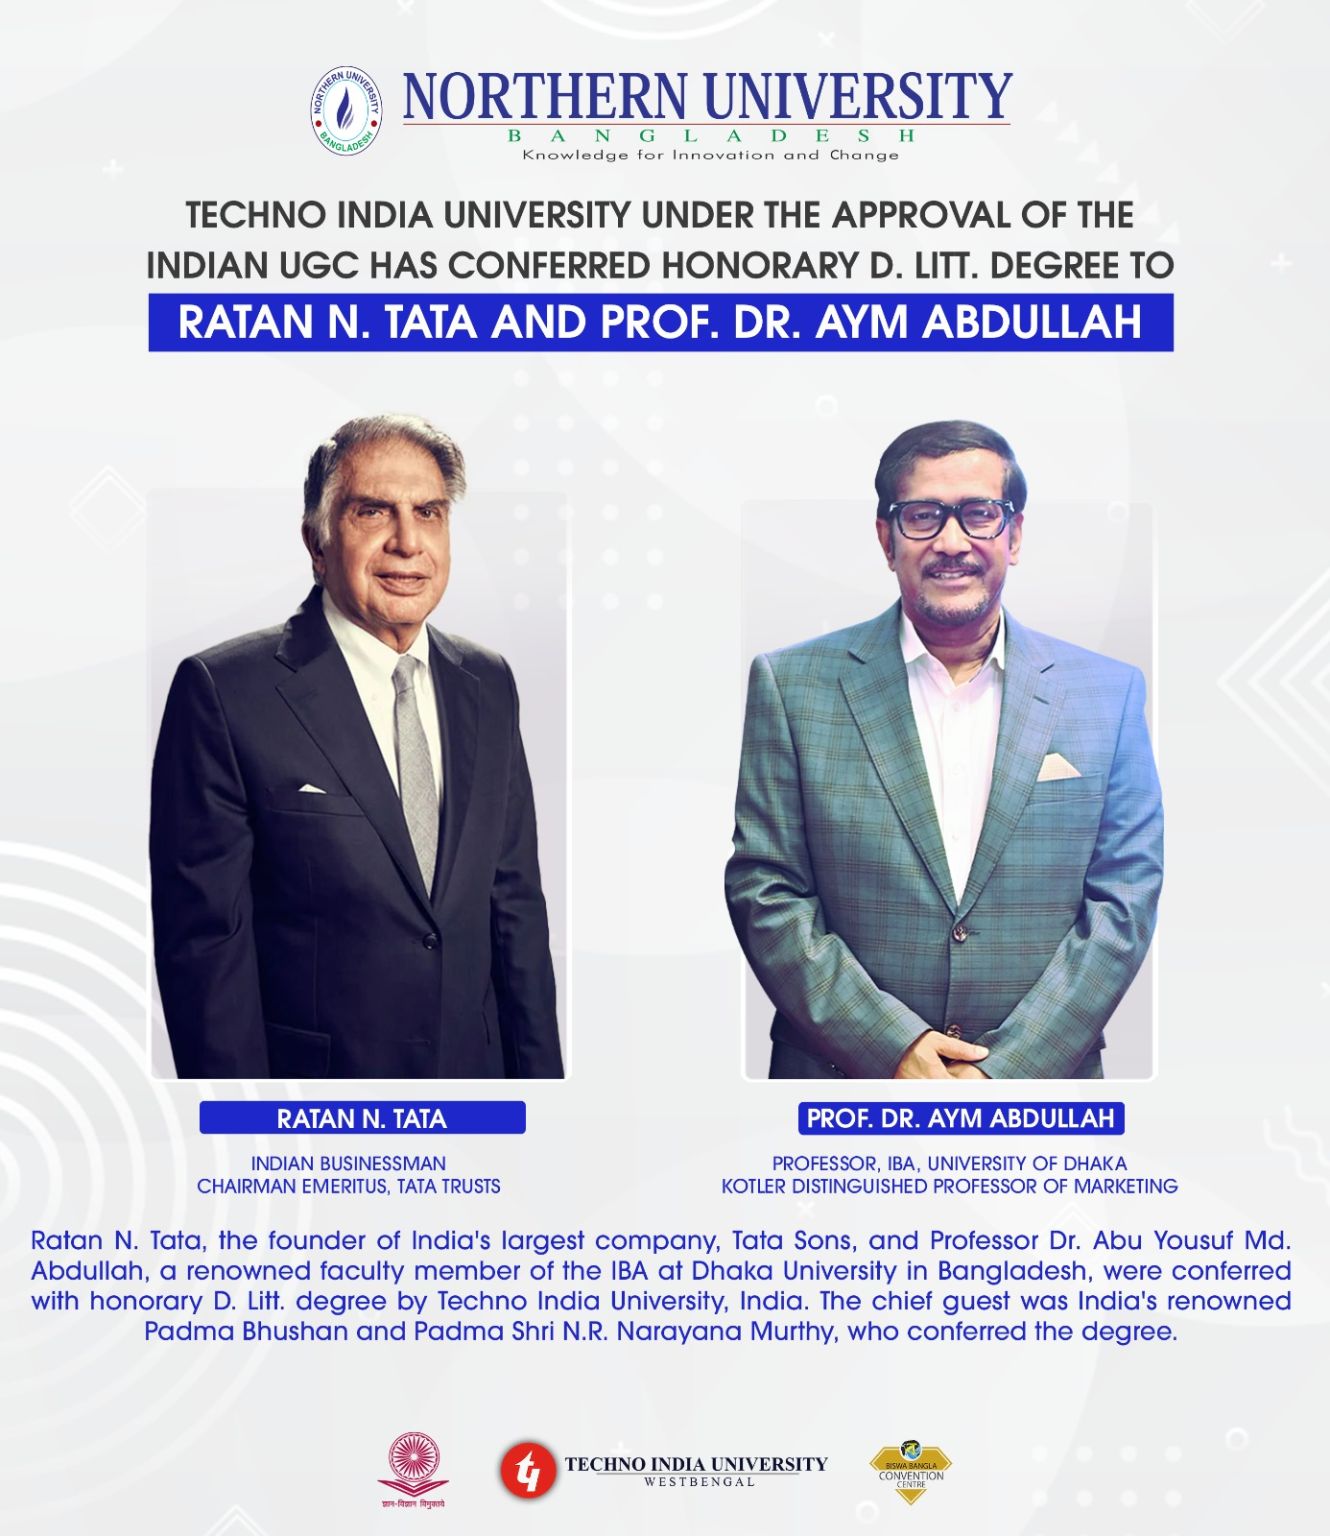 NORTHERN UNIVERSITY
BANGLADESH
NORTHERN UNIVERSITY
BANGLADESH
Knowledge for Innovation and Change
TECHNO INDIA UNIVERSITY UNDER THE APPROVAL OF THE
INDIAN UGC HAS CONFERRED HONORARY D. LITT. DEGREE TO
RATAN N. TATA AND PROF. DR. AYM ABDULLAH
RATAN N. TATA
INDIAN BUSINESSMAN
CHAIRMAN EMERITUS, TATA TRUSTS
PROF. DR. AYM ABDULLAH
PROFESSOR, IBA, UNIVERSITY OF DHAKA
KOTLER DISTINGUISHED PROFESSOR OF MARKETING
Ratan N. Tata, the founder of India's largest company, Tata Sons, and Professor Dr. Abu Yousuf Md.
Abdullah, a renowned faculty member of the IBA at Dhaka University in Bangladesh, were conferred
with honorary D. Litt. degree by Techno India University, India. The chief guest was India's renowned
Padma Bhushan and Padma Shri N.R. Narayana Murthy, who conferred the degree.
ज्ञान-विज्ञान विमुक्तये
TECHNO INDIA UNIVERSITY
WESTBENGAL
BISWA BANGLA
CONVENTION
CENTRE